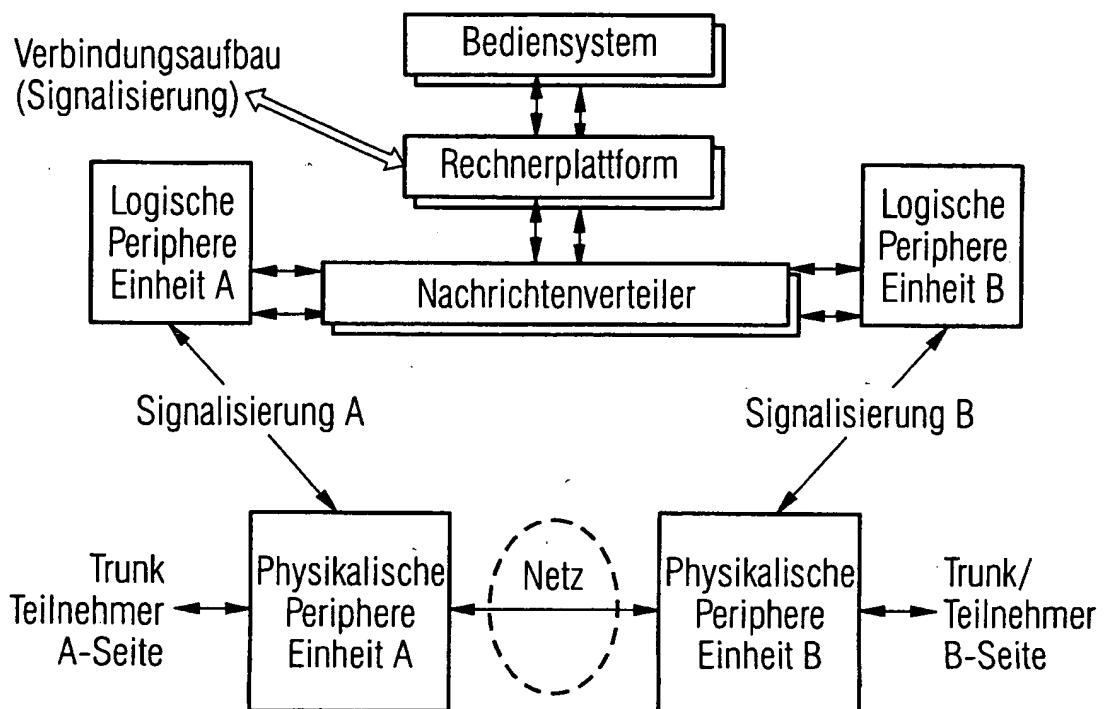 Bediensystem
Verbindungsaufbau
(Signalisierung)
Rechnerplattform
Logische
Periphere
Einheit A
Logische
Periphere
Einheit B
Nachrichtenverteiler
Signalisierung A
Signalisierung B
Trunk
Teilnehmer
A-Seite
Physikalische
Periphere
Einheit A
Netz
Physikalische
Periphere
Einheit B
Trunk/
Teilnehmer
B-Seite